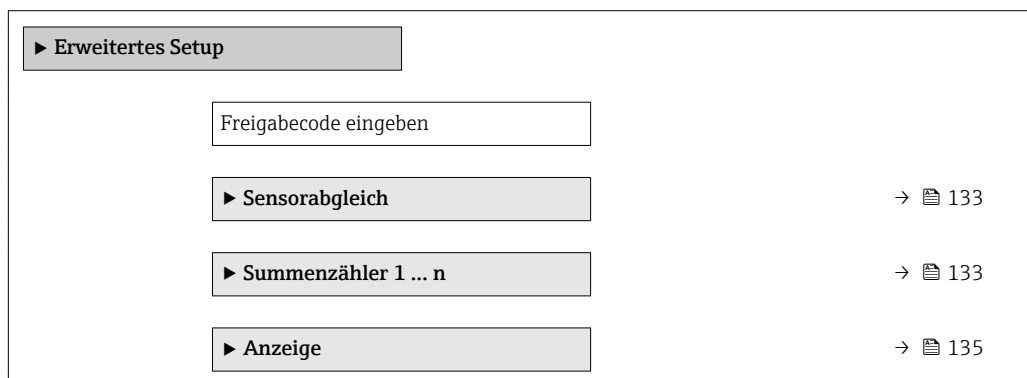 ► Erweitertes Setup
Freigabecode eingeben
► Sensorabgleich → 133
► Summenzähler 1 … n → 133
► Anzeige → 135